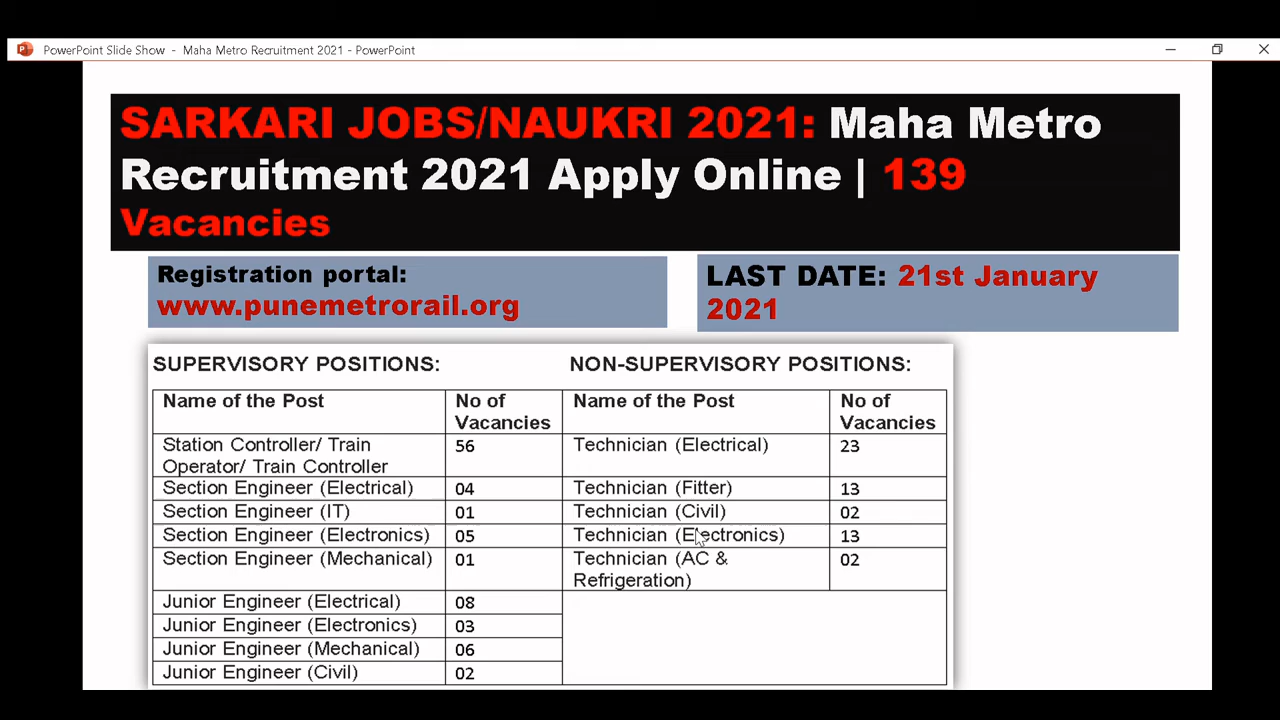 PowerPoint Slide Show - Maha Metro Recruitment 2021 - PowerPoint
SARKARI JOBS/NAUKRI 2021: Maha Metro
Recruitment 2021 Apply Online | 139
Vacancies
Registration portal:
www.punemetrorail.org
LAST DATE: 21st January
2021
SUPERVISORY POSITIONS:
Name of the Post No of
Vacancies
Station Controller/ Train 56
Operator/ Train Controller
Section Engineer (Electrical) 04
Section Engineer (IT) 01
Section Engineer (Electronics) 05
Section Engineer (Mechanical) 01
Junior Engineer (Electrical) 08
Junior Engineer (Electronics) 03
Junior Engineer (Mechanical) 06
Junior Engineer (Civil) 02
NON-SUPERVISORY POSITIONS:
Name of the Post No of
Vacancies
Technician (Electrical) 23
Technician (Fitter) 13
Technician (Civil) 02
Technician (Electronics) 13
Technician (AC & 02
Refrigeration)